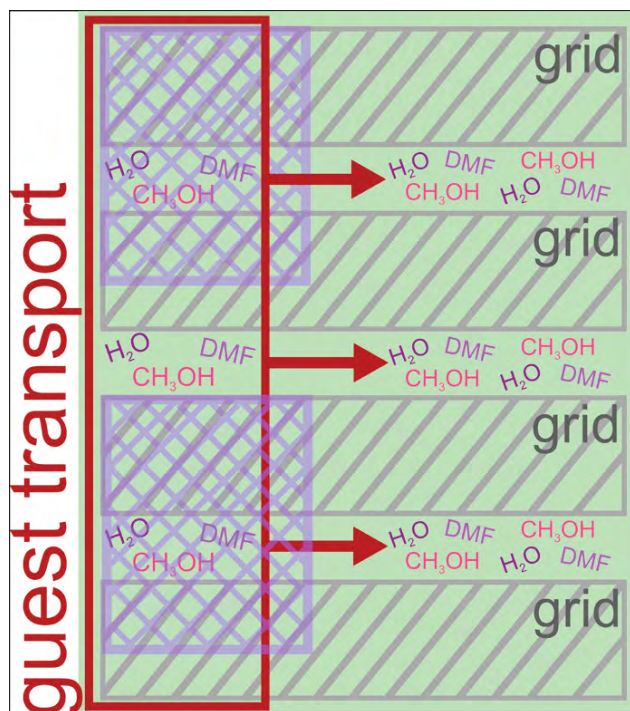 guest transport
grid
H₂O DMF
CH₃OH
H₂O DMF CH₃OH
CH₃OH H₂O DMF
grid
H₂O DMF
CH₃OH
H₂O DMF CH₃OH
CH₃OH H₂O DMF
grid
H₂O DMF
CH₃OH
H₂O DMF CH₃OH
CH₃OH H₂O DMF
grid